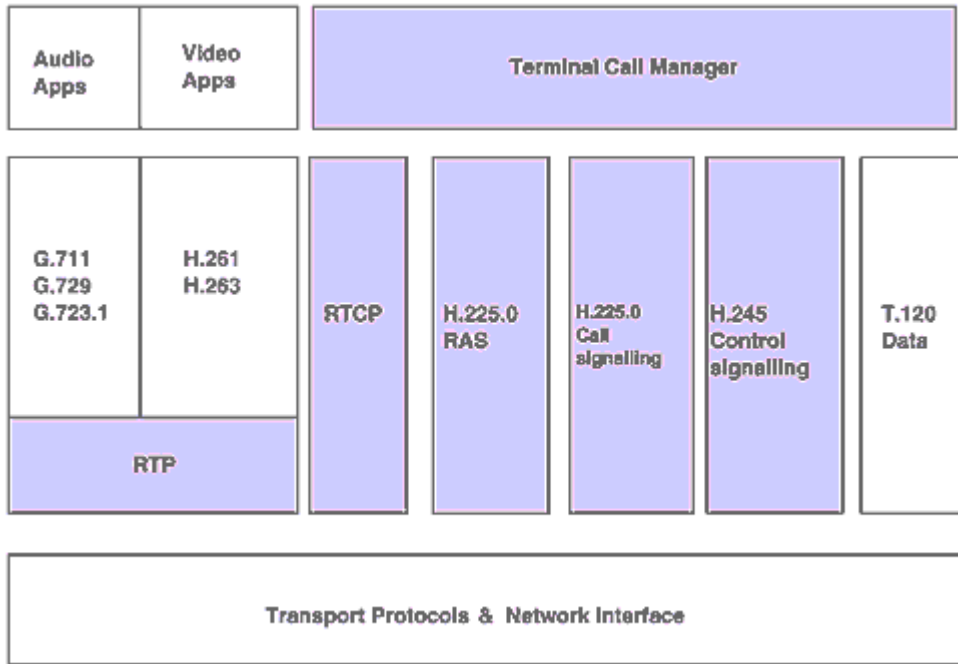 Audio
Apps
Video
Apps
Terminal Call Manager
G.711
G.729
G.723.1
H.261
H.263
RTCP
H.225.0
RAS
H.225.0
Call
signalling
H.245
Control
signalling
T.120
Data
RTP
Transport Protocols & Network Interface